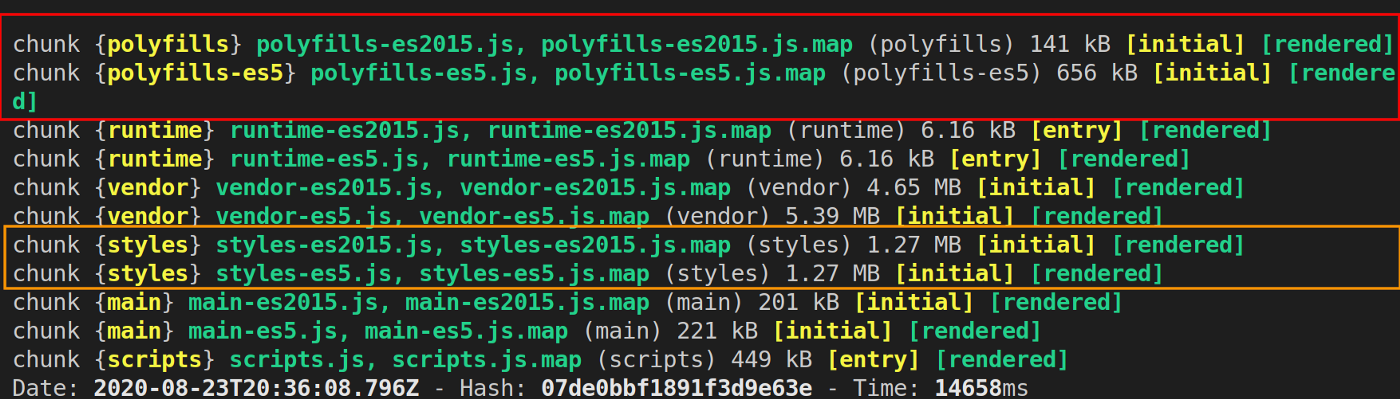 chunk {polyfills} polyfills-es2015.js, polyfills-es2015.js.map (polyfills) 141 kB [initial] [rendered]
chunk {polyfills-es5} polyfills-es5.js, polyfills-es5.js.map (polyfills-es5) 656 kB [initial] [rendere
d]
chunk {runtime} runtime-es2015.js, runtime-es2015.js.map (runtime) 6.16 kB [entry] [rendered]
chunk {runtime} runtime-es5.js, runtime-es5.js.map (runtime) 6.16 kB [entry] [rendered]
chunk {vendor} vendor-es2015.js, vendor-es2015.js.map (vendor) 4.65 MB [initial] [rendered]
chunk {vendor} vendor-es5.js, vendor-es5.js.map (vendor) 5.39 MB [initial] [rendered]
chunk {styles} styles-es2015.js, styles-es2015.js.map (styles) 1.27 MB [initial] [rendered]
chunk {styles} styles-es5.js, styles-es5.js.map (styles) 1.27 MB [initial] [rendered]
chunk {main} main-es2015.js, main-es2015.js.map (main) 201 kB [initial] [rendered]
chunk {main} main-es5.js, main-es5.js.map (main) 221 kB [initial] [rendered]
chunk {scripts} scripts.js, scripts.js.map (scripts) 449 kB [entry] [rendered]
Date: 2020-08-23T20:36:08.796Z - Hash: 07de0bbf1891f3d9e63e - Time: 14658ms